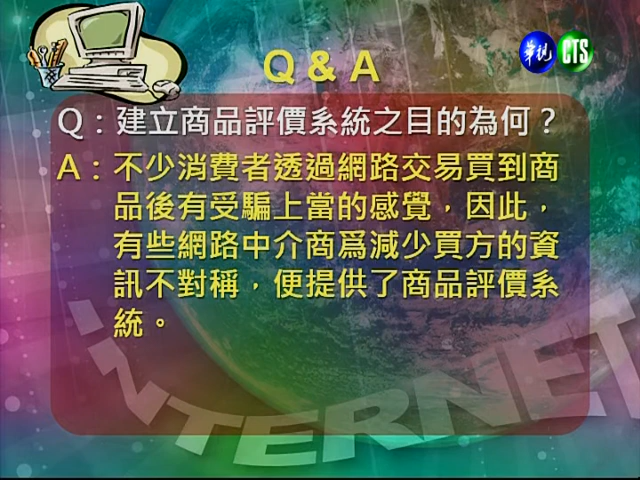 華視 CTS
Q & A
Q：建立商品評價系統之目的為何？
A：不少消費者透過網路交易買到商
品後有受騙上當的感覺，因此，
有些網路中介商爲減少買方的資
訊不對稱，便提供了商品評價系
統。
INTERNET